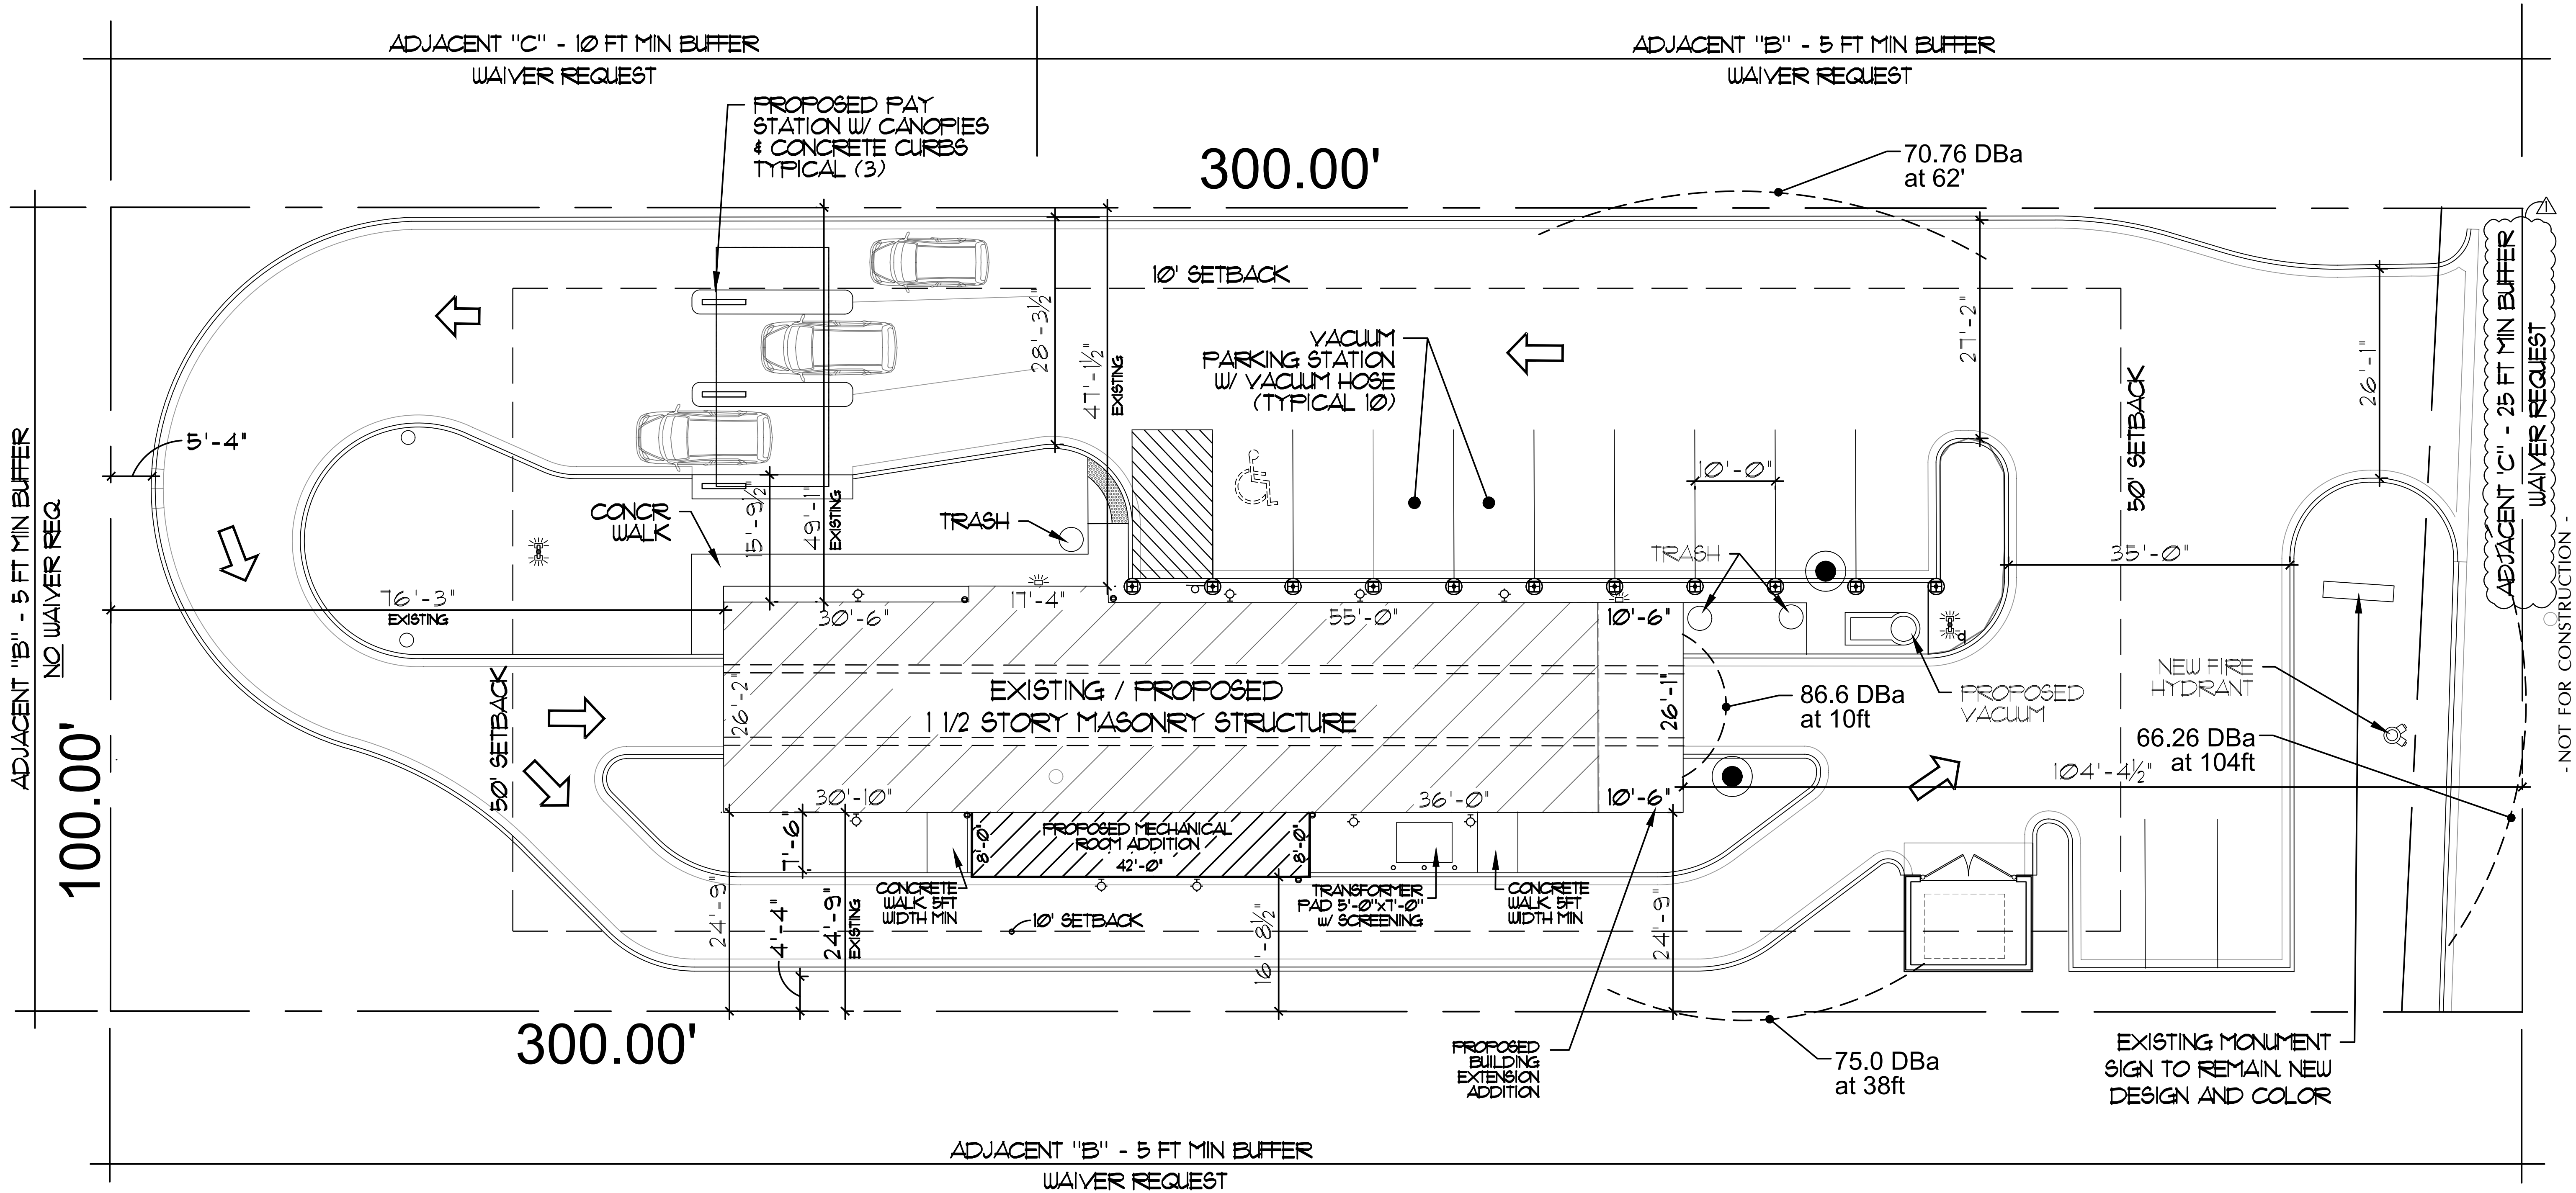 ADJACENT "C" - 10 FT MIN BUFFER
WAIVER REQUEST
ADJACENT "B" - 5 FT MIN BUFFER
WAIVER REQUEST
PROPOSED PAY
STATION W/ CANOPIES
& CONCRETE CURBS
TYPICAL (3)
300.00'
70.76 DBa
at 62'
10' SETBACK
28'-3 1/2"
47'-1 1/2"
EXISTING
VACUUM
PARKING STATION
W/ VACUUM HOSE
(TYPICAL 10)
27'-2"
50' SETBACK
26'-1"
ADJACENT 'C' - 25 FT MIN BUFFER
WAIVER REQUEST
ADJACENT "B" - 5 FT MIN BUFFER
NO WAIVER REQ
5'-4"
CONCR
WALK
15'-9 1/2"
49'-1"
EXISTING
TRASH
10'-0"
TRASH
35'-0"
76'-3"
EXISTING
30'-6"
17'-4"
55'-0"
10'-6"
50' SETBACK
26'-2"
EXISTING / PROPOSED
1 1/2 STORY MASONRY STRUCTURE
26'-1"
86.6 DBa
at 10ft
PROPOSED
VACUUM
NEW FIRE
HYDRANT
66.26 DBa
at 104ft
104'-4 1/2"
- NOT FOR CONSTRUCTION -
100.00'
30'-10"
36'-0"
10'-6"
7'-6"
8'-0"
PROPOSED MECHANICAL
ROOM ADDITION
42'-0"
8'-0"
24'-9"
4'-4"
24'-9"
EXISTING
CONCRETE
WALK 5FT
WIDTH MIN
10' SETBACK
16'-8 1/2"
TRANSFORMER
PAD 5'-0"x7'-0"
W/ SCREENING
CONCRETE
WALK 5FT
WIDTH MIN
24'-9"
300.00'
PROPOSED
BUILDING
EXTENSION
ADDITION
75.0 DBa
at 38ft
EXISTING MONUMENT
SIGN TO REMAIN. NEW
DESIGN AND COLOR
ADJACENT "B" - 5 FT MIN BUFFER
WAIVER REQUEST